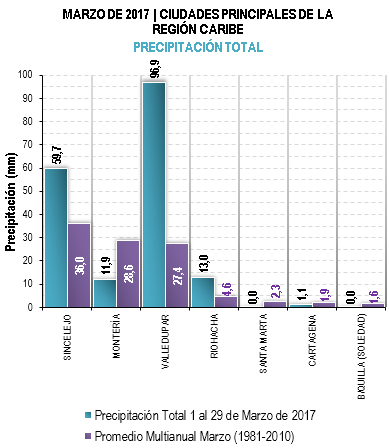 MARZO DE 2017 | CIUDADES PRINCIPALES DE LA
REGIÓN CARIBE
PRECIPITACIÓN TOTAL
Precipitación (mm)
100
90
80
70
60
50
40
30
20
10
0
59,7
36,0
11,9
28,6
96,9
27,4
13,0
4,6
0,0
2,3
1,1
1,9
0,0
1,6
SINCELEJO
MONTERÍA
VALLEDUPAR
RIOHACHA
SANTA MARTA
CARTAGENA
B/QUILLA (SOLEDAD)
Precipitación Total 1 al 29 de Marzo de 2017
Promedio Multianual Marzo (1981-2010)